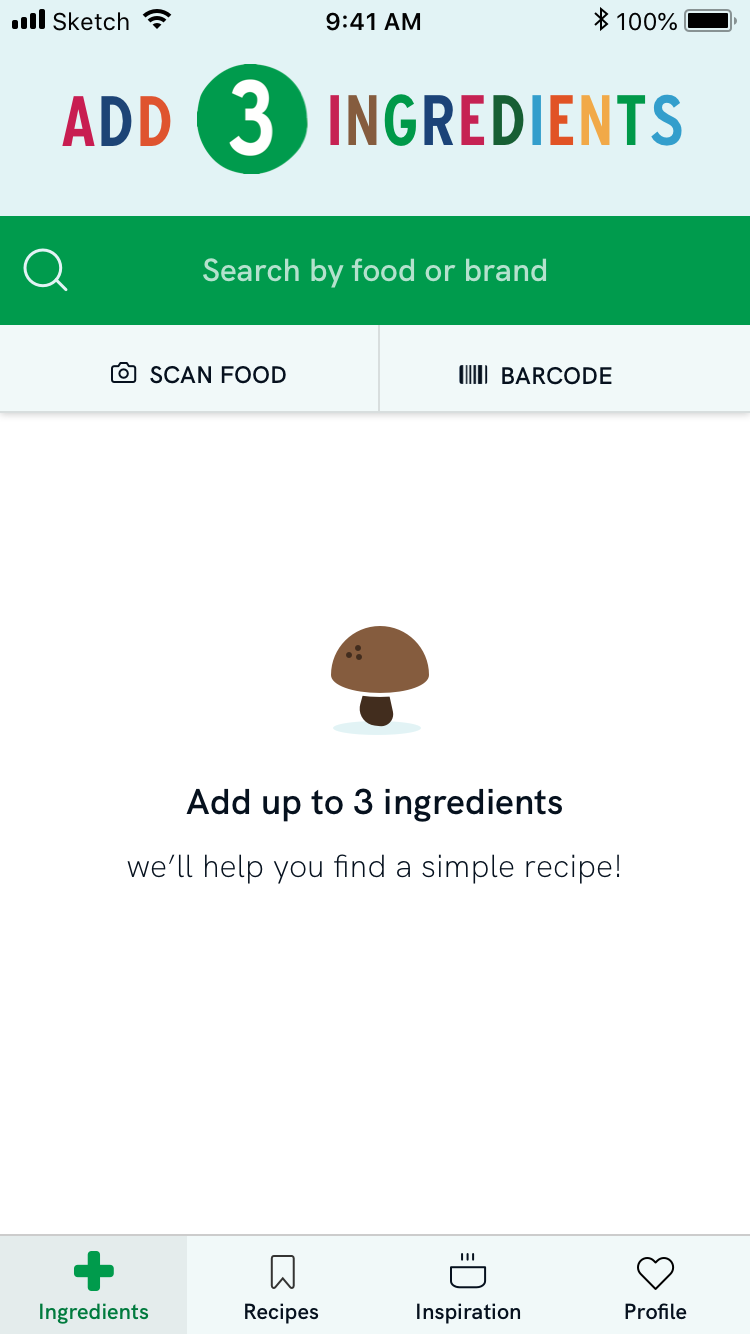 Sketch 9:41 AM 100%
ADD 3 INGREDIENTS
Search by food or brand
SCAN FOOD BARCODE
Add up to 3 ingredients
we’ll help you find a simple recipe!
Ingredients Recipes Inspiration Profile